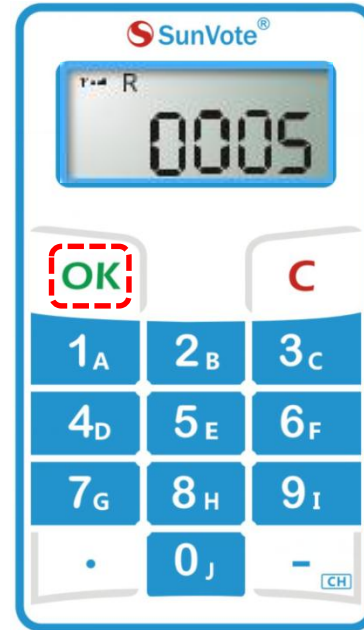 SunVote®
R
0005
OK C
1A 2B 3C
4D 5E 6F
7G 8H 9I
. 0J -
CH